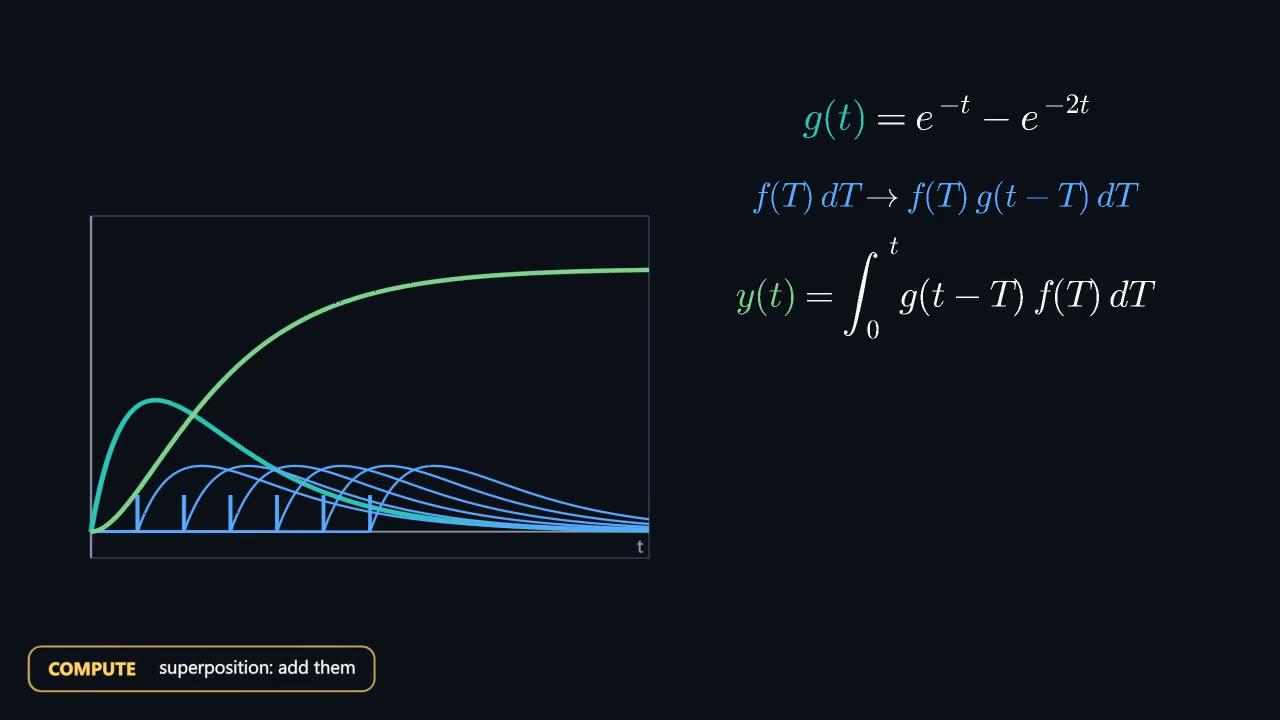 g(t) = e^{-t} − e^{-2t}
f(T) dT → f(T) g(t − T) dT
y(t) = ∫_0^t g(t − T) f(T) dT
t
COMPUTE superposition: add them